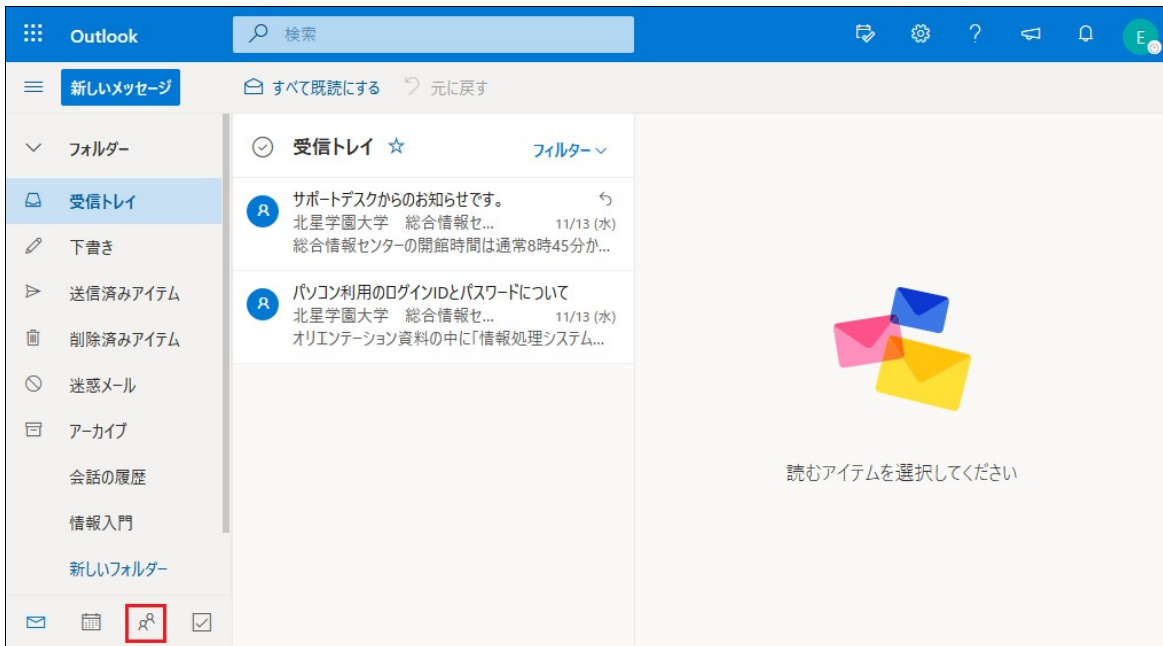 Outlook
検索
E
新しいメッセージ
すべて既読にする
元に戻す
フォルダー
受信トレイ
下書き
送信済みアイテム
削除済みアイテム
迷惑メール
アーカイブ
会話の履歴
情報入門
新しいフォルダー
受信トレイ
フィルター
サポートデスクからのお知らせです。
北星学園大学 総合情報セ... 11/13 (水)
総合情報センターの開館時間は通常8時45分か...
パソコン利用のログインIDとパスワードについて
北星学園大学 総合情報セ... 11/13 (水)
オリエンテーション資料の中に「情報処理システム...
読むアイテムを選択してください